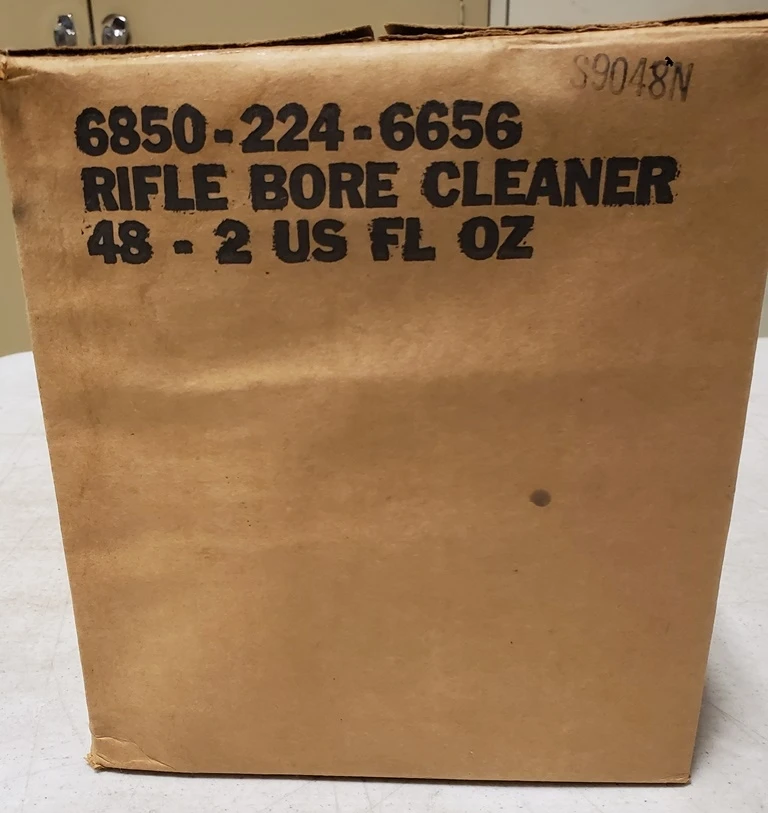 S9048N
6850-224-6656
RIFLE BORE CLEANER
48 - 2 US FL OZ